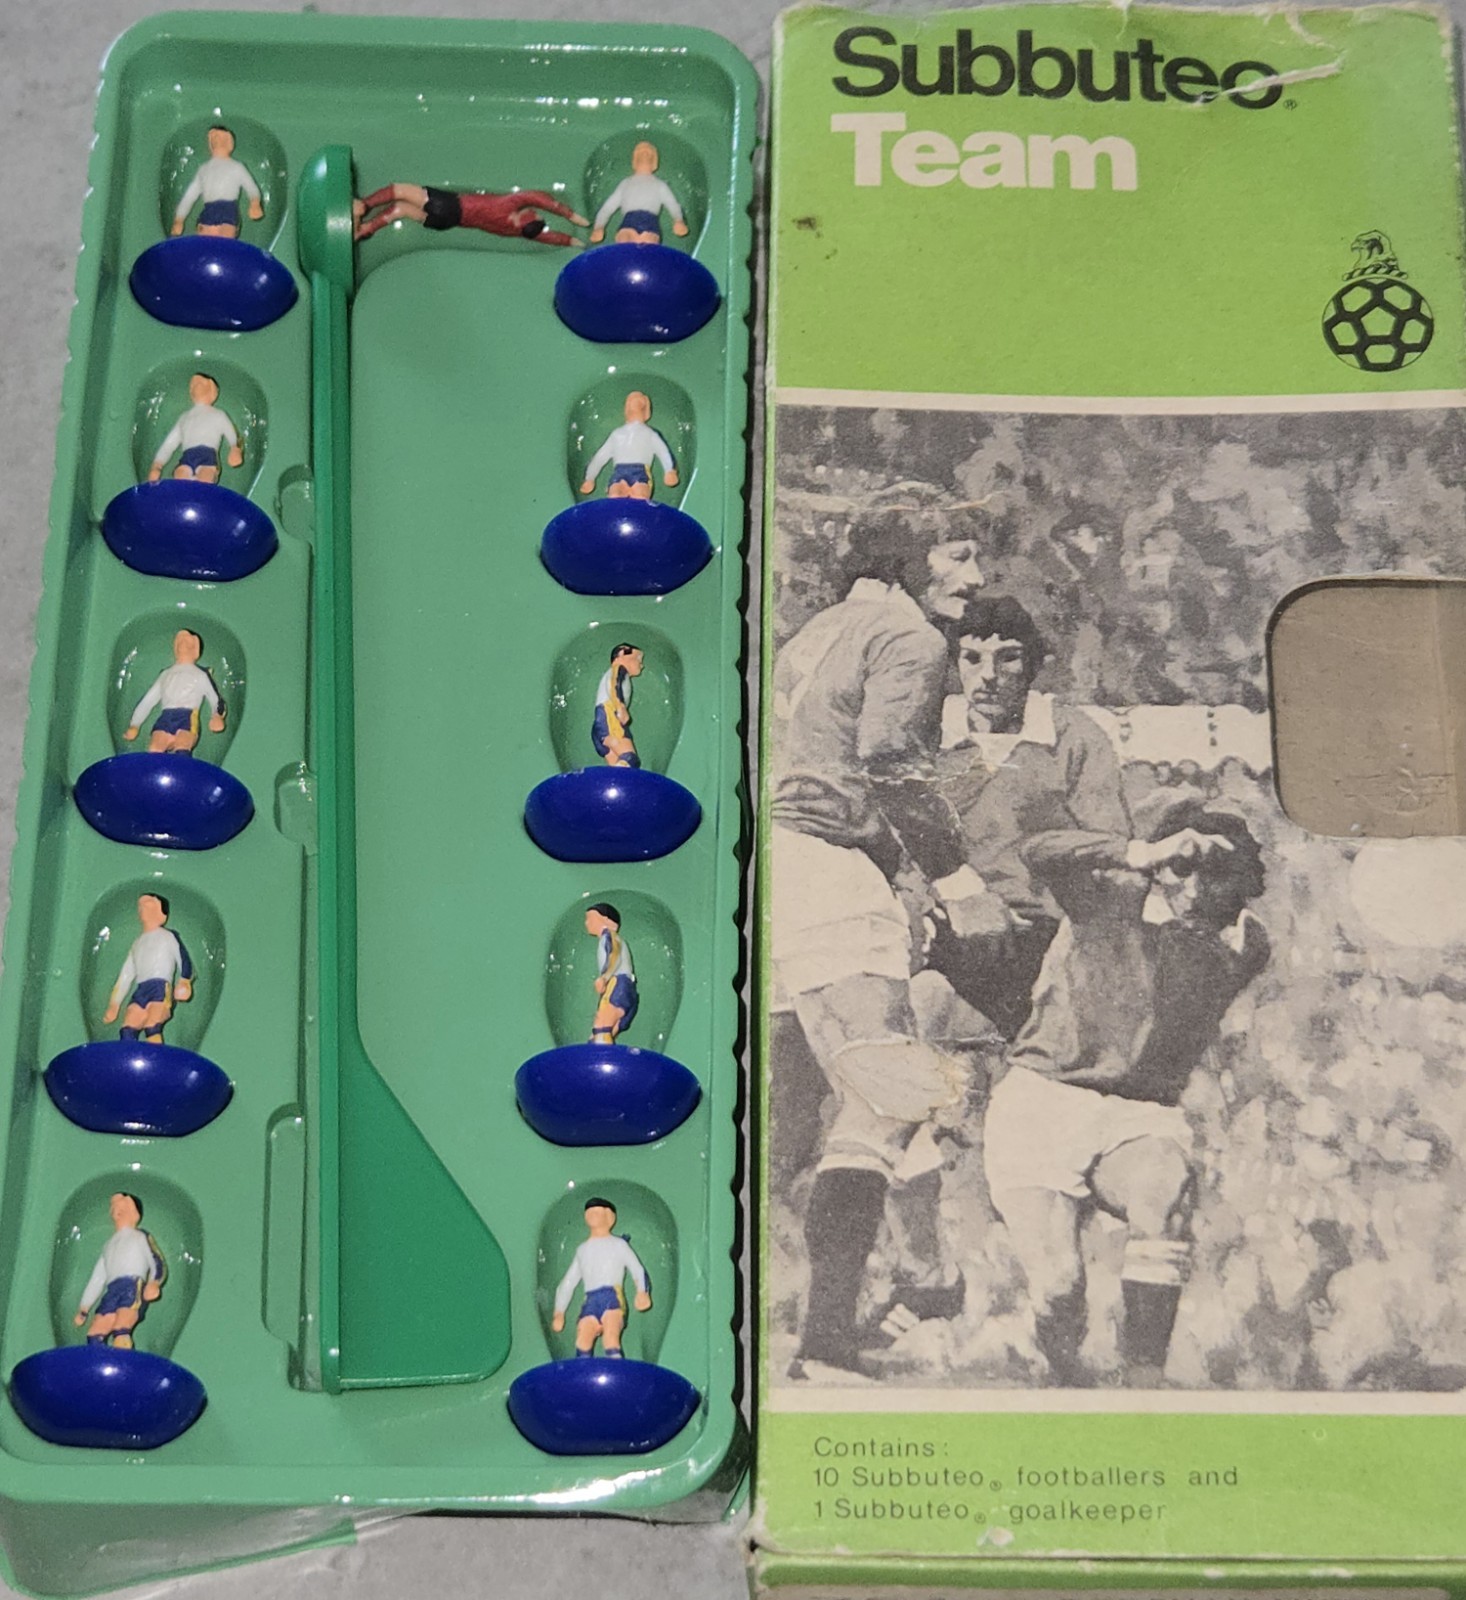 Subbuteo®
Team
Contains:
10 Subbuteo® footballers and
1 Subbuteo® goalkeeper